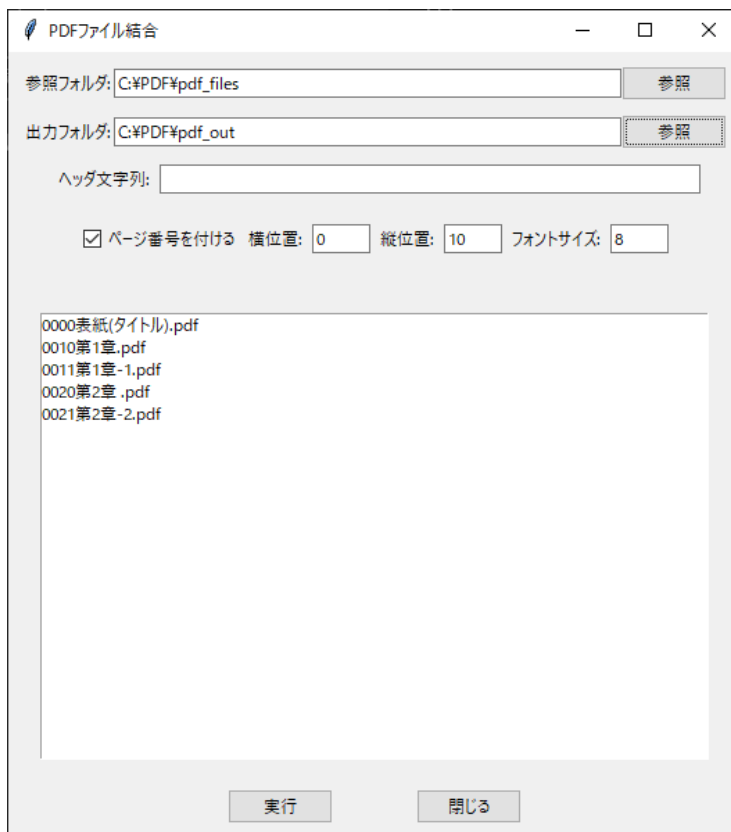 PDFファイル結合
参照フォルダ: C:¥PDF¥pdf_files 参照
出力フォルダ: C:¥PDF¥pdf_out 参照
ヘッダ文字列:
ページ番号を付ける 横位置: 0 縦位置: 10 フォントサイズ: 8
0000表紙(タイトル).pdf
0010第1章.pdf
0011第1章-1.pdf
0020第2章 .pdf
0021第2章-2.pdf
実行 閉じる